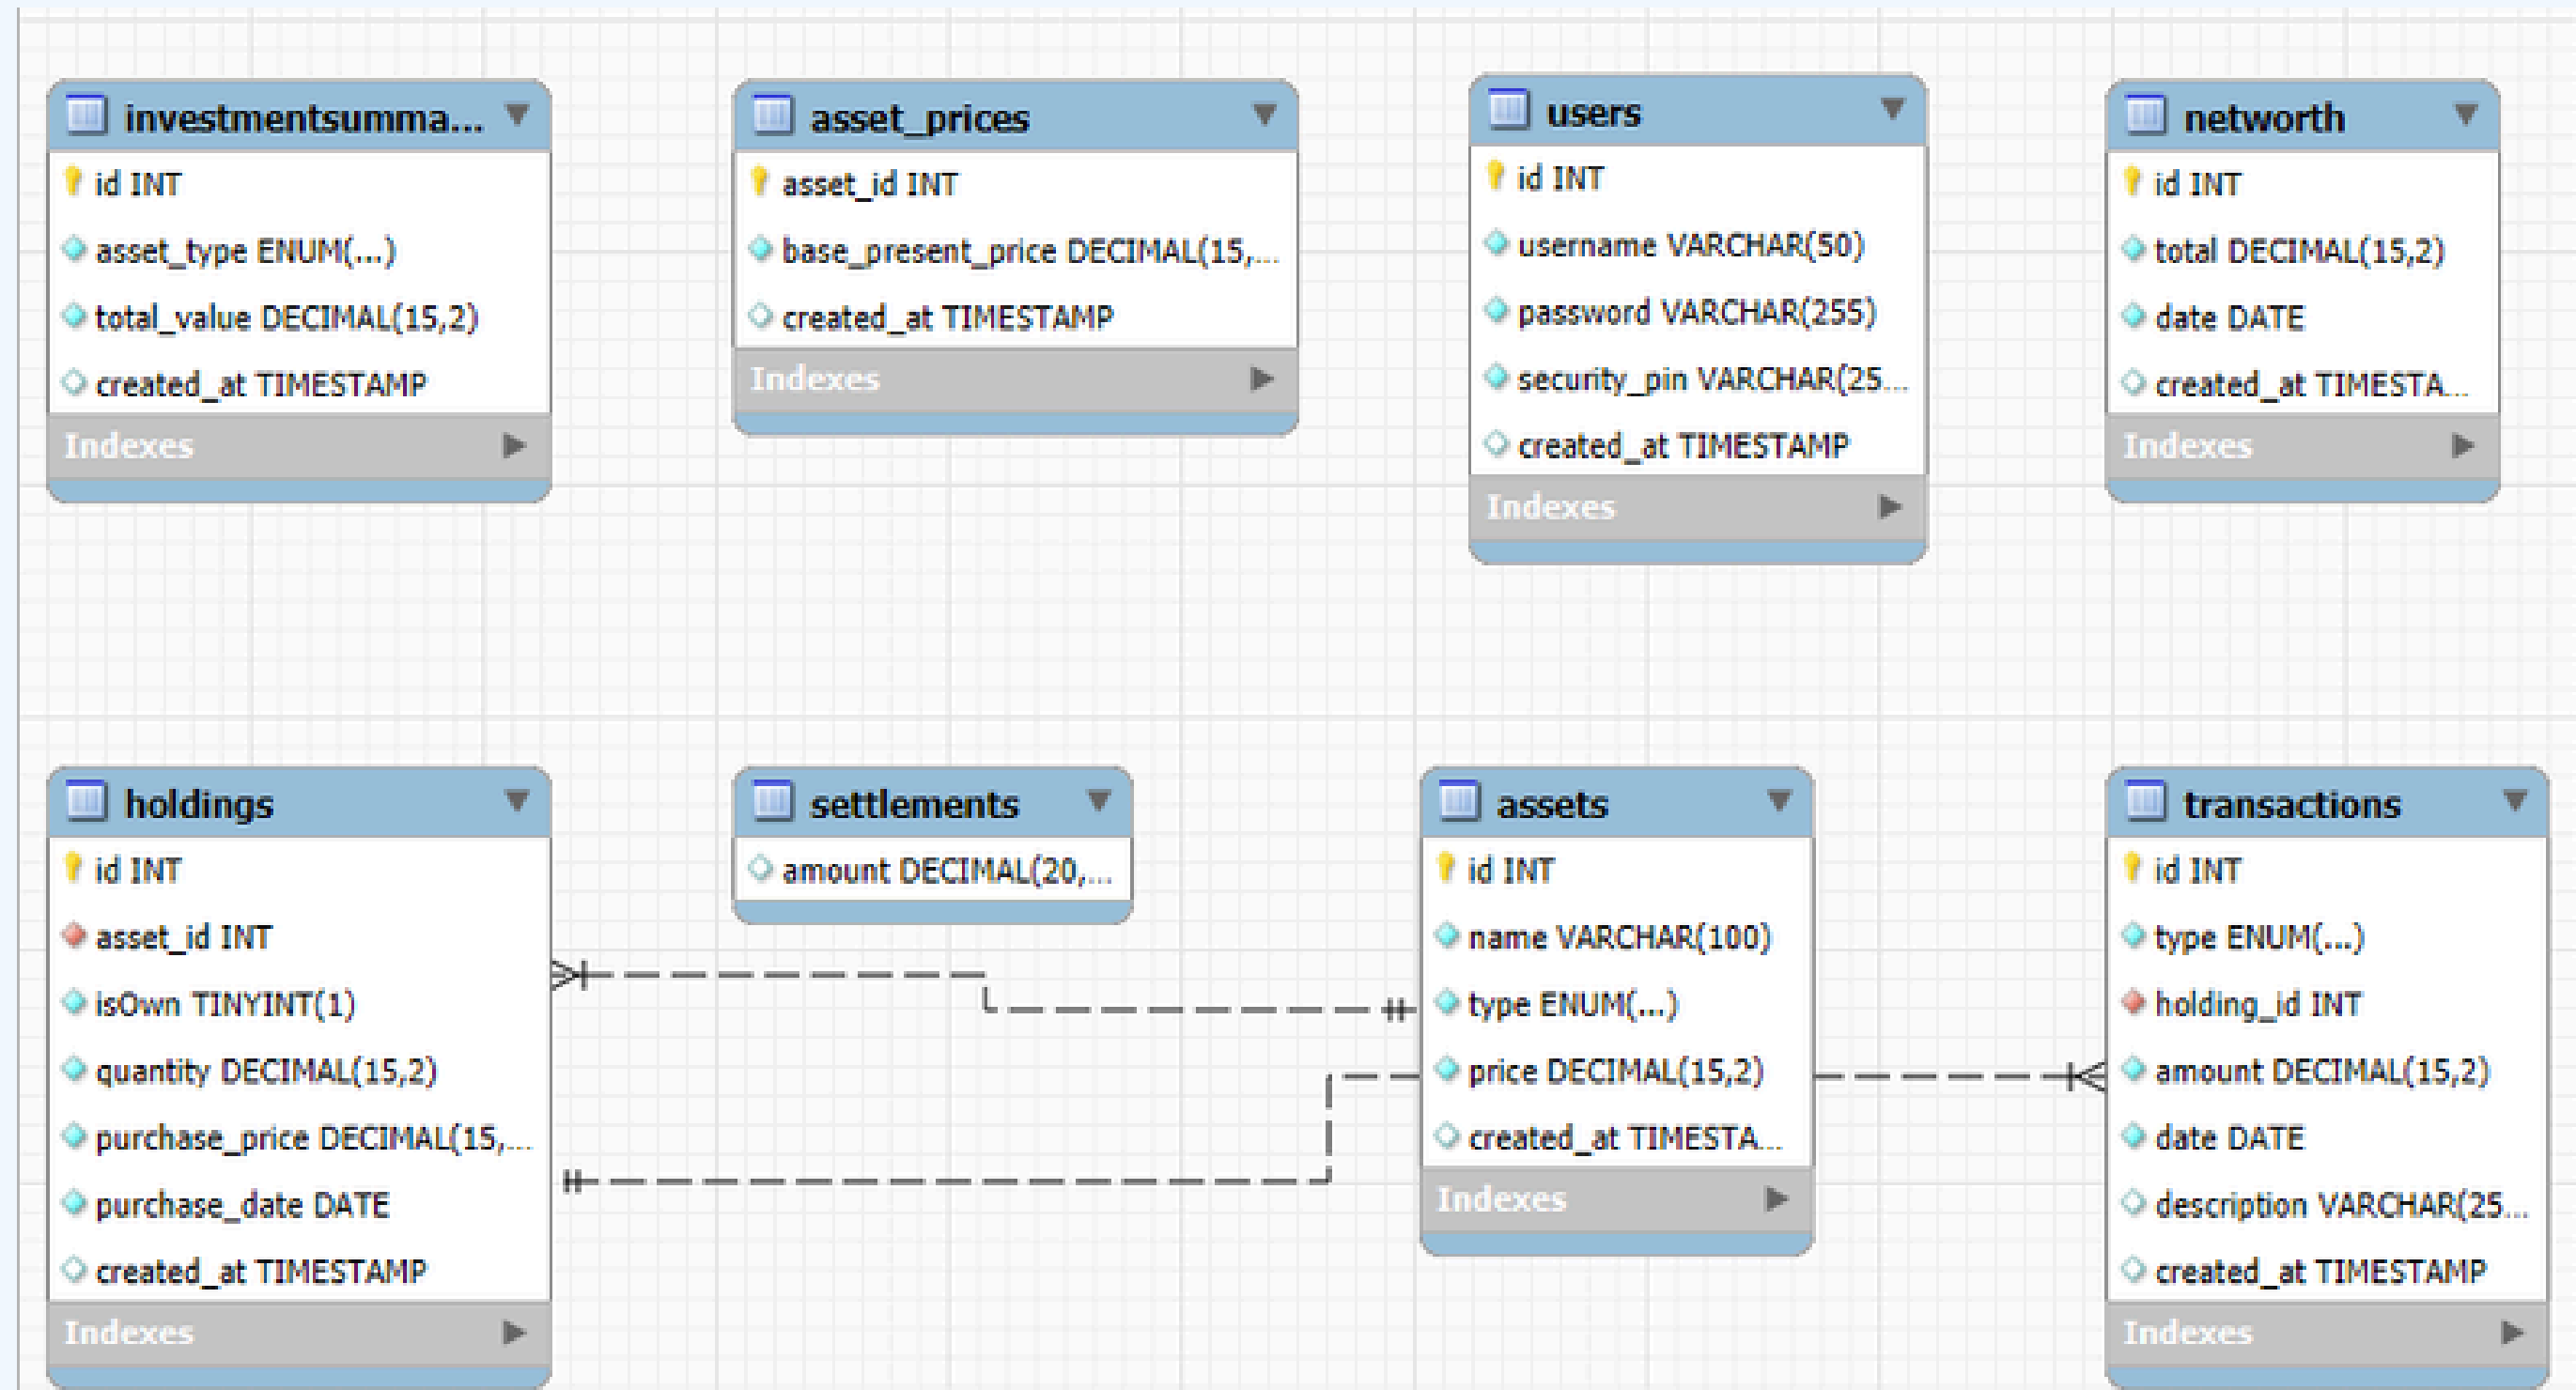 investmentsumma...
id INT
asset_type ENUM(...)
total_value DECIMAL(15,2)
created_at TIMESTAMP
Indexes
asset_prices
asset_id INT
base_present_price DECIMAL(15,...
created_at TIMESTAMP
Indexes
users
id INT
username VARCHAR(50)
password VARCHAR(255)
security_pin VARCHAR(25...
created_at TIMESTAMP
Indexes
networth
id INT
total DECIMAL(15,2)
date DATE
created_at TIMESTA...
Indexes
holdings
id INT
asset_id INT
isOwn TINYINT(1)
quantity DECIMAL(15,2)
purchase_price DECIMAL(15,...
purchase_date DATE
created_at TIMESTAMP
Indexes
settlements
amount DECIMAL(20,...
assets
id INT
name VARCHAR(100)
type ENUM(...)
price DECIMAL(15,2)
created_at TIMESTA...
Indexes
transactions
id INT
type ENUM(...)
holding_id INT
amount DECIMAL(15,2)
date DATE
description VARCHAR(25...
created_at TIMESTAMP
Indexes